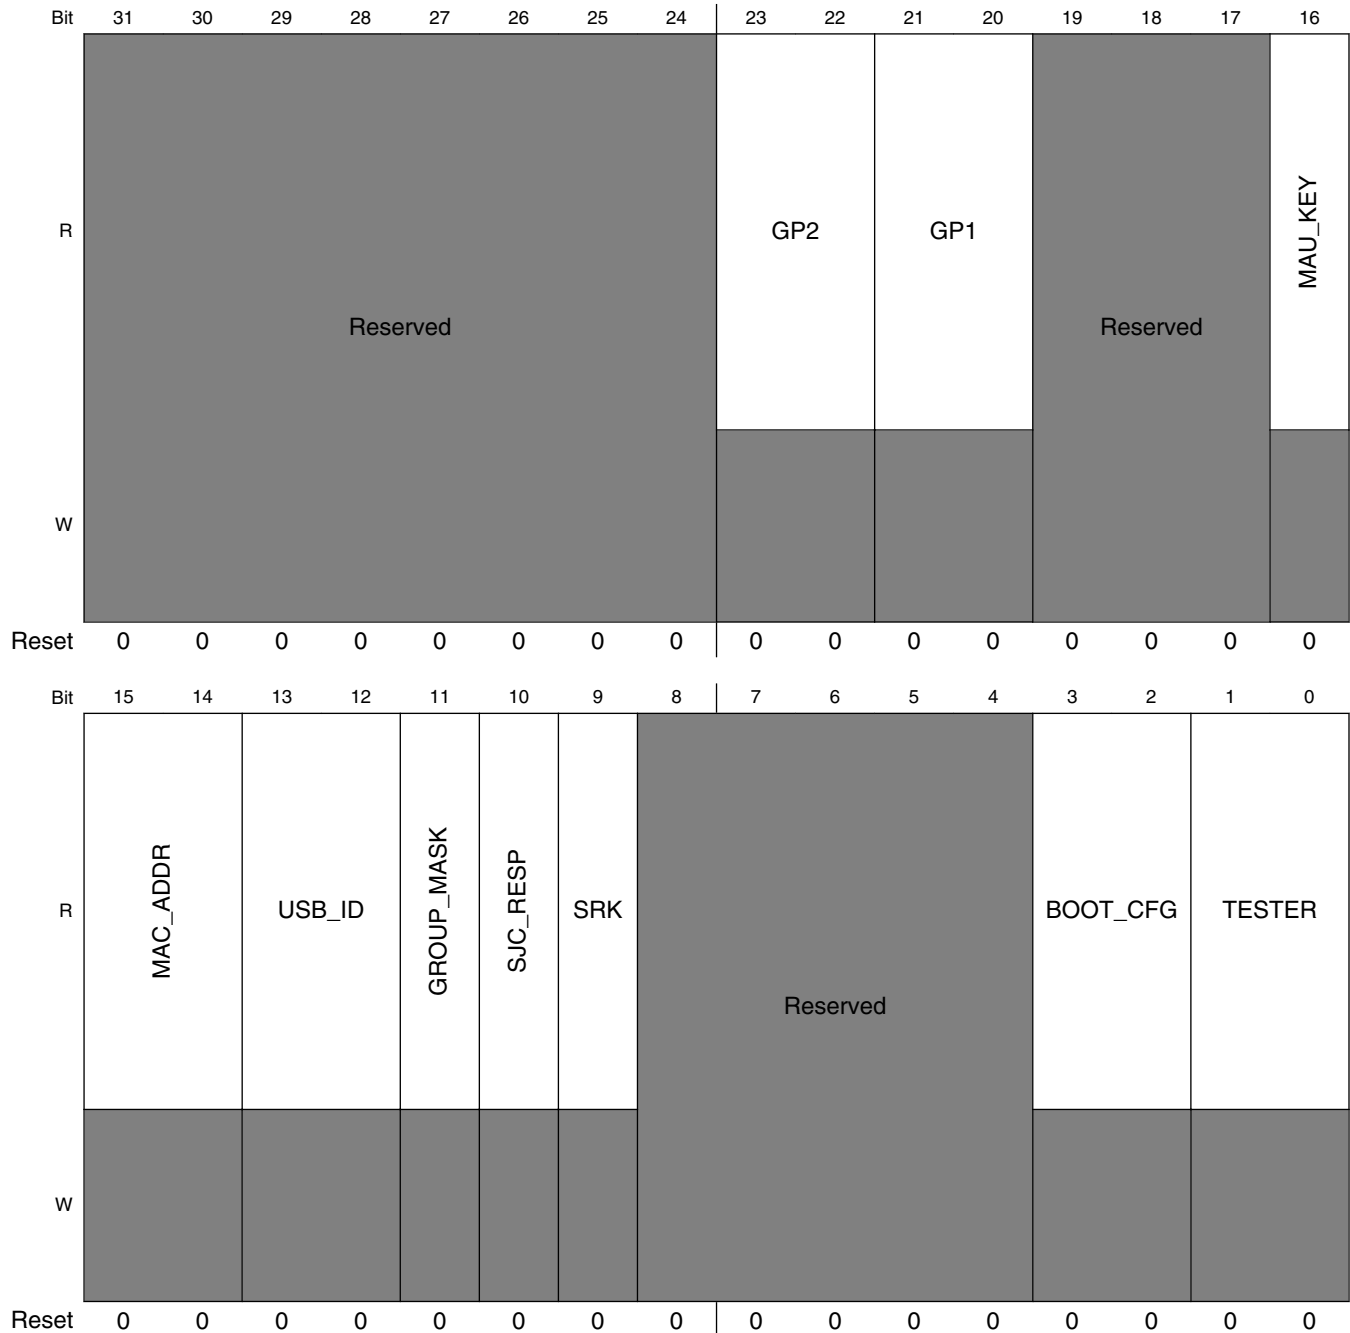 Bit 31 30 29 28 27 26 25 24 23 22 21 20 19 18 17 16
R Reserved GP2 GP1 Reserved MAU_KEY
W
Reset 0 0 0 0 0 0 0 0 0 0 0 0 0 0 0 0
Bit 15 14 13 12 11 10 9 8 7 6 5 4 3 2 1 0
R MAC_ADDR USB_ID GROUP_MASK SJC_RESP SRK Reserved BOOT_CFG TESTER
W
Reset 0 0 0 0 0 0 0 0 0 0 0 0 0 0 0 0